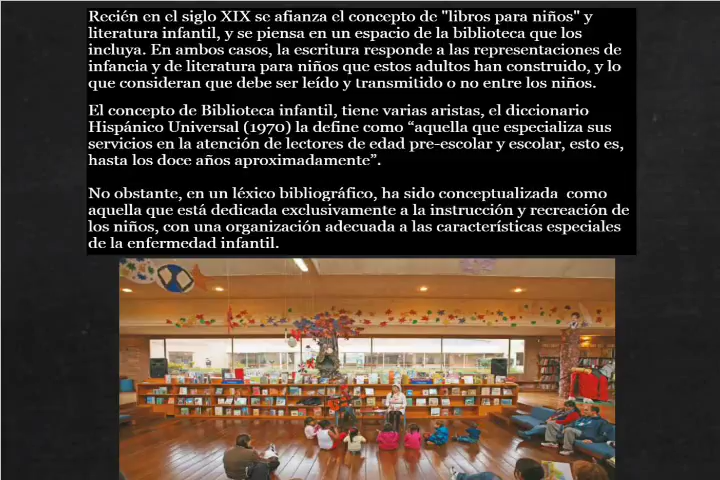 Recién en el siglo XIX se afianza el concepto de "libros para niños" y
literatura infantil, y se piensa en un espacio de la biblioteca que los
incluya. En ambos casos, la escritura responde a las representaciones de
infancia y de literatura para niños que estos adultos han construido, y lo
que consideran que debe ser leído y transmitido o no entre los niños.
El concepto de Biblioteca infantil, tiene varias aristas, el diccionario
Hispánico Universal (1970) la define como “aquella que especializa sus
servicios en la atención de lectores de edad pre-escolar y escolar, esto es,
hasta los doce años aproximadamente”.
No obstante, en un léxico bibliográfico, ha sido conceptualizada como
aquella que está dedicada exclusivamente a la instrucción y recreación de
los niños, con una organización adecuada a las características especiales
de la enfermedad infantil.